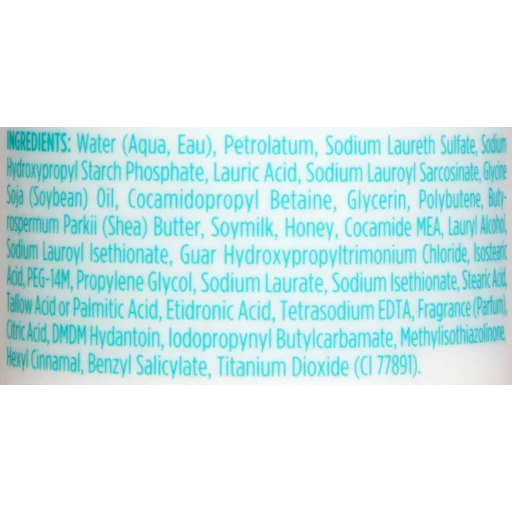 INGREDIENTS: Water (Aqua, Eau), Petrolatum, Sodium Laureth Sulfate, Sodium
Hydroxypropyl Starch Phosphate, Lauric Acid, Sodium Lauroyl Sarcosinate, Glycine
Soja (Soybean) Oil, Cocamidopropyl Betaine, Glycerin, Polybutene, Buty-
rospermum Parkii (Shea) Butter, Soymilk, Honey, Cocamide MEA, Lauryl Alcohol,
Sodium Lauroyl Isethionate, Guar Hydroxypropyltrimonium Chloride, Isostearic
Acid, PEG-14M, Propylene Glycol, Sodium Laurate, Sodium Isethionate, Stearic Acid,
Tallow Acid or Palmitic Acid, Etidronic Acid, Tetrasodium EDTA, Fragrance (Parfum),
Citric Acid, DMDM Hydantoin, Iodopropynyl Butylcarbamate, Methylisothiazolinone,
Hexyl Cinnamal, Benzyl Salicylate, Titanium Dioxide (CI 77891).